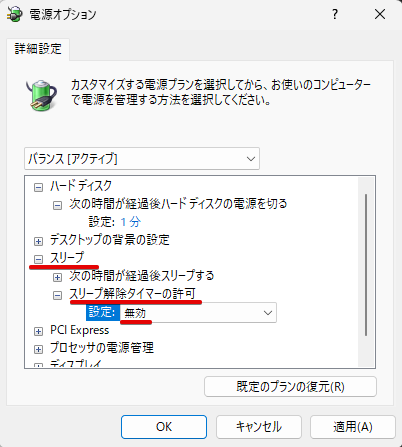 電源オプション
詳細設定
カスタマイズする電源プランを選択してから、お使いのコンピューター
で電源を管理する方法を選択してください。
バランス [アクティブ]
ハード ディスク
次の時間が経過後ハード ディスクの電源を切る
設定: 1 分
デスクトップの背景の設定
スリープ
次の時間が経過後スリープする
スリープ解除タイマーの許可
設定: 無効
PCI Express
プロセッサの電源管理
ディスプレイ
既定のプランの復元(R)
OK キャンセル 適用(A)